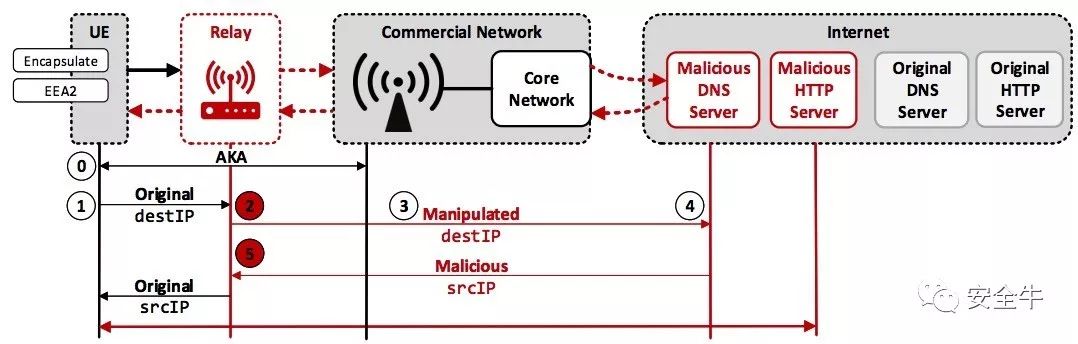 UE
Relay
Commercial Network
Internet
Encapsulate
EEA2
Core
Network
Malicious
DNS
Server
Malicious
HTTP
Server
Original
DNS
Server
Original
HTTP
Server
0
AKA
1
Original
destIP
2
3
Manipulated
destIP
4
5
Malicious
srcIP
Original
srcIP
安全牛